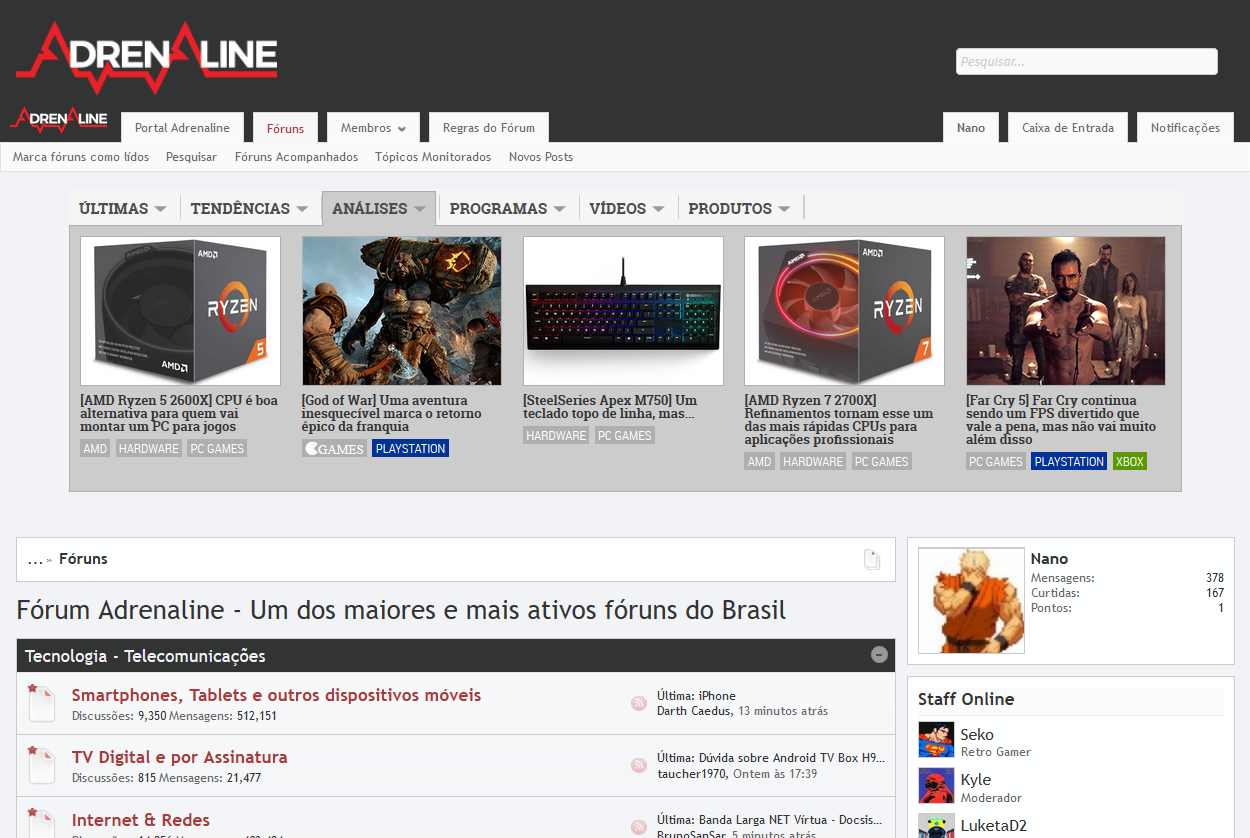 ADRENALINE
Pesquisar...
ADRENALINE
Portal Adrenaline
Fóruns
Membros
Regras do Fórum
Nano
Caixa de Entrada
Notificações
Marca fóruns como lídos
Pesquisar
Fóruns Acompanhados
Tópicos Monitorados
Novos Posts
ÚLTIMAS
TENDÊNCIAS
ANÁLISES
PROGRAMAS
VÍDEOS
PRODUTOS
AMD
RYZEN
5
AMD
AMD
RYZEN
7
[AMD Ryzen 5 2600X] CPU é boa
alternativa para quem vai
montar um PC para jogos
AMD HARDWARE PC GAMES
[God of War] Uma aventura
inesquecível marca o retorno
épico da franquia
GAMES PLAYSTATION
[SteelSeries Apex M750] Um
teclado topo de linha, mas...
HARDWARE PC GAMES
[AMD Ryzen 7 2700X]
Refinamentos tornam esse um
das mais rápidas CPUs para
aplicações profissionais
AMD HARDWARE PC GAMES
[Far Cry 5] Far Cry continua
sendo um FPS divertido que
vale a pena, mas não vai muito
além disso
PC GAMES PLAYSTATION XBOX
... » Fóruns
Fórum Adrenaline - Um dos maiores e mais ativos fóruns do Brasil
Tecnologia - Telecomunicações
Smartphones, Tablets e outros dispositivos móveis
Discussões: 9,350 Mensagens: 512,151
Última: iPhone
Darth Caedus, 13 minutos atrás
TV Digital e por Assinatura
Discussões: 815 Mensagens: 21,477
Última: Dúvida sobre Android TV Box H9...
taucher1970, Ontem às 17:39
Internet & Redes
Última: Banda Larga NET Vírtua - Docsis...
BrunoSanSar, 5 minutos atrás
Nano
Mensagens: 378
Curtidas: 167
Pontos: 1
Staff Online
Seko
Retro Gamer
Kyle
Moderador
LuketaD2